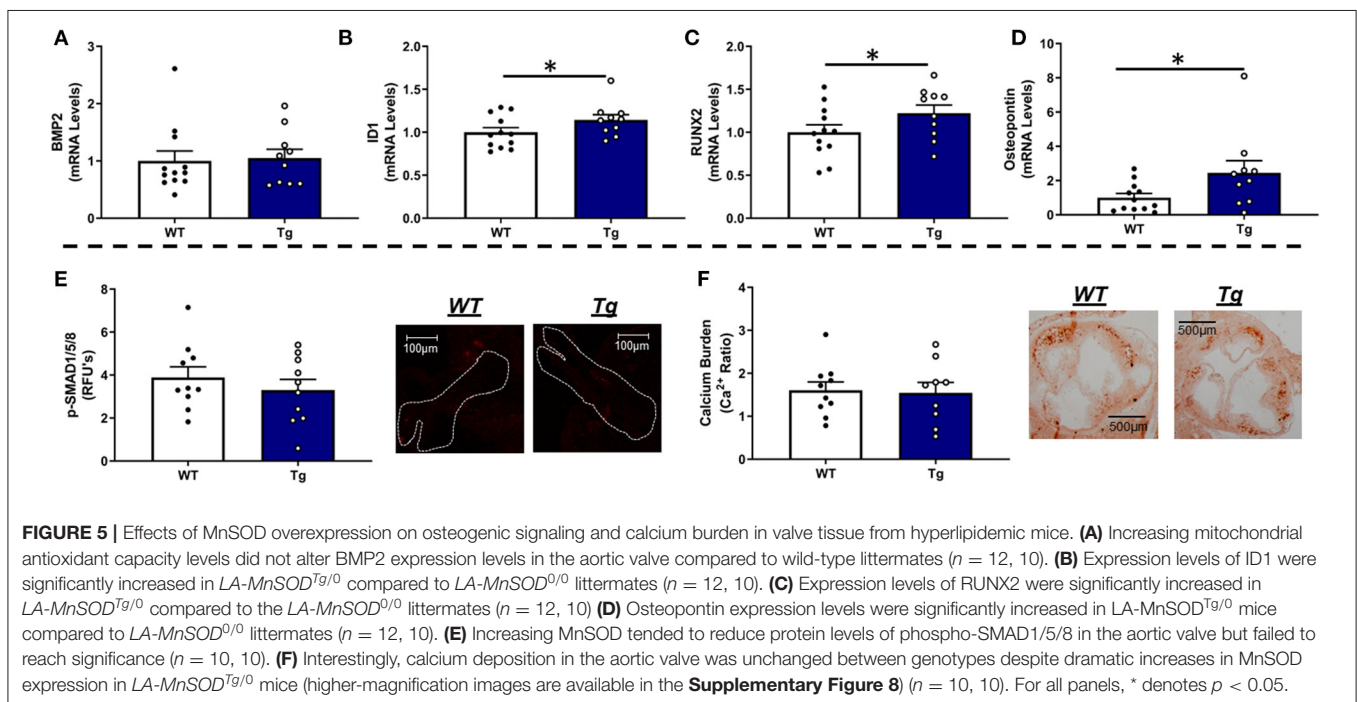 A
BMP2
(mRNA Levels)
3
2
1
0
WT
Tg
B
ID1
(mRNA Levels)
2.0
1.5
1.0
0.5
0.0
*
WT
Tg
C
RUNX2
(mRNA Levels)
2.0
1.5
1.0
0.5
0.0
*
WT
Tg
D
Osteopontin
(mRNA Levels)
10
8
6
4
2
0
*
WT
Tg
E
p-SMAD1/5/8
(RFU's)
8
6
4
2
0
WT
Tg
WT
100μm
Tg
100μm
F
Calcium Burden
(Ca²⁺ Ratio)
4
3
2
1
0
WT
Tg
WT
500μm
500μm
Tg
500μm
500μm
FIGURE 5 | Effects of MnSOD overexpression on osteogenic signaling and calcium burden in valve tissue from hyperlipidemic mice. (A) Increasing mitochondrial
antioxidant capacity levels did not alter BMP2 expression levels in the aortic valve compared to wild-type littermates (n = 12, 10). (B) Expression levels of ID1 were
significantly increased in LA-MnSODᵀᵍ/⁰ compared to LA-MnSOD⁰/⁰ littermates (n = 12, 10). (C) Expression levels of RUNX2 were significantly increased in
LA-MnSODᵀᵍ/⁰ compared to the LA-MnSOD⁰/⁰ littermates (n = 12, 10) (D) Osteopontin expression levels were significantly increased in LA-MnSODᵀᵍ/⁰ mice
compared to LA-MnSOD⁰/⁰ littermates (n = 12, 10). (E) Increasing MnSOD tended to reduce protein levels of phospho-SMAD1/5/8 in the aortic valve but failed to
reach significance (n = 10, 10). (F) Interestingly, calcium deposition in the aortic valve was unchanged between genotypes despite dramatic increases in MnSOD
expression in LA-MnSODᵀᵍ/⁰ mice (higher-magnification images are available in the Supplementary Figure 8) (n = 10, 10). For all panels, * denotes p < 0.05.